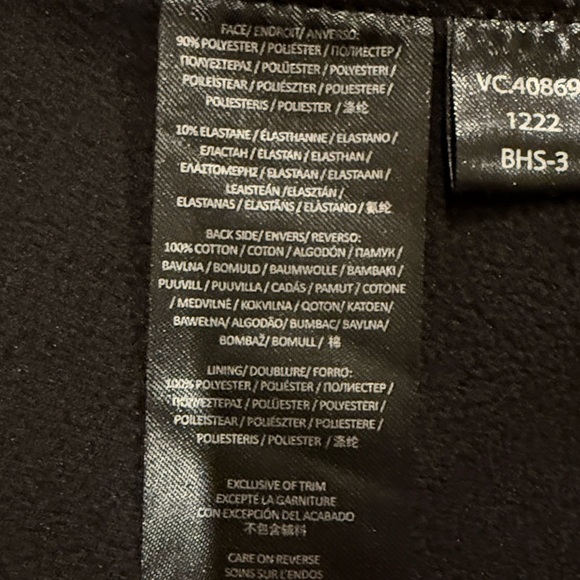 FACE/ ENDROIT/ ANVERSO:
90% POLYESTER / POLIÉSTER / ПОЛИЕСТЕР /
ΠΟΛΥΕΣΤΕΡΑΣ / POLÜESTER / POLYESTERI /
POILEISTEAR / POLIÉSZTER / POLIESTERE /
POLIESTERIS / POLIESTER / 涤纶
10% ELASTANE / ÉLASTHANNE / ELASTANO /
ЕЛАСТАН / ELASTAN / ELASTHAN /
ΕΛΑΣΤΟΜΕΡΗΣ / ELASTAAN / ELASTAANI /
LEAISTEÁN /ELASZTÁN /
ELASTANAS / ELASTĀNS / ELASTANO / 氨纶
BACK SIDE/ ENVERS/ REVERSO:
100% COTTON / COTON / ALGODÓN / ПАМУК /
BAVLNA / BOMULD / BAUMWOLLE / BAMBAKI /
PUUVILL / PUUVILLA / CADÁS / PAMUT / COTONE
/ MEDVILNĖ / KOKVILNA / QOTON/ KATOEN/
BAWEŁNA/ ALGODÃO/ BUMBAC/ BAVLNA/
BOMBAŽ/ BOMULL / 棉
LINING/ DOUBLURE/ FORRO:
100% POLYESTER / POLIÉSTER / ПОЛИЕСТЕР /
ΠΟΛΥΕΣΤΕΡΑΣ / POLÜESTER / POLYESTERI /
POILEISTEAR / POLIÉSZTER / POLIESTERE /
POLIESTERIS / POLIESTER / 涤纶
EXCLUSIVE OF TRIM
EXCEPTÉ LA GARNITURE
CON EXCEPCIÓN DEL ACABADO
不包含辅料
CARE ON REVERSE
SOINS SUR L'ENDOS
VC40869
1222
BHS-3